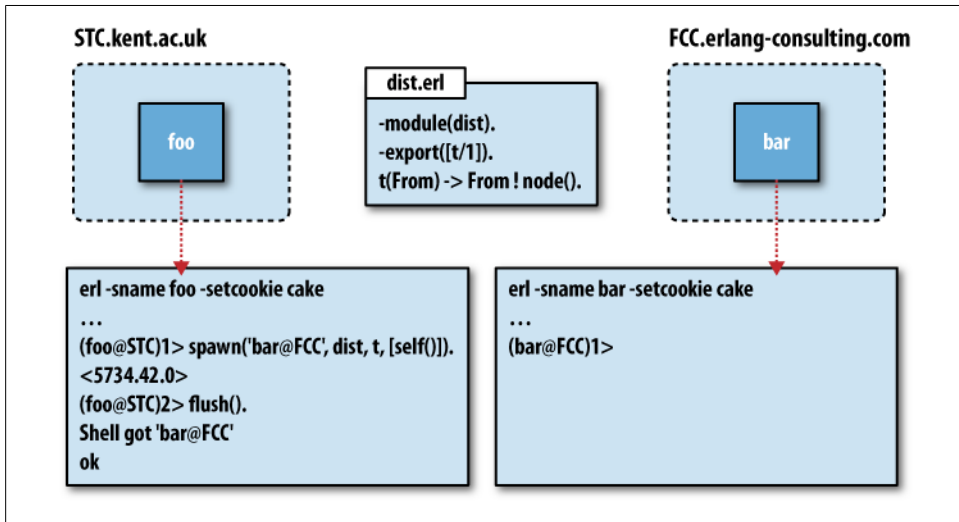 STC.kent.ac.uk
FCC.erlang-consulting.com
foo
dist.erl
-module(dist).
-export([t/1]).
t(From) -> From ! node().
bar
erl -sname foo -setcookie cake
…
(foo@STC)1> spawn('bar@FCC', dist, t, [self()]).
<5734.42.0>
(foo@STC)2> flush().
Shell got 'bar@FCC'
ok
erl -sname bar -setcookie cake
…
(bar@FCC)1>